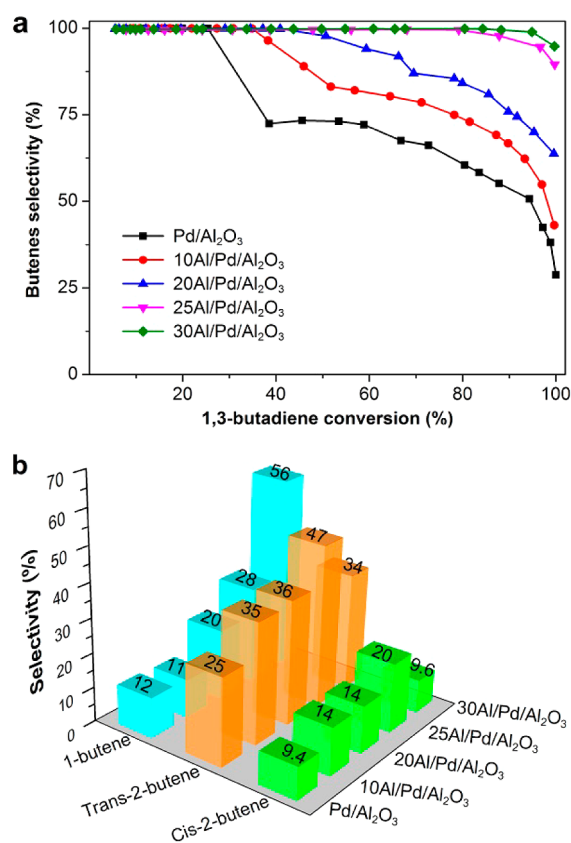 a
100
75
50
25
0
Butenes selectivity (%)
Pd/Al₂O₃
10Al/Pd/Al₂O₃
20Al/Pd/Al₂O₃
25Al/Pd/Al₂O₃
30Al/Pd/Al₂O₃
20 40 60 80 100
1,3-butadiene conversion (%)
b
70
60
50
40
30
20
10
0
Selectivity (%)
56
28
20
11
12
47
34
36
35
25
20
9.6
14
14
9.4
1-butene
Trans-2-butene
Cis-2-butene
30Al/Pd/Al₂O₃
25Al/Pd/Al₂O₃
20Al/Pd/Al₂O₃
10Al/Pd/Al₂O₃
Pd/Al₂O₃